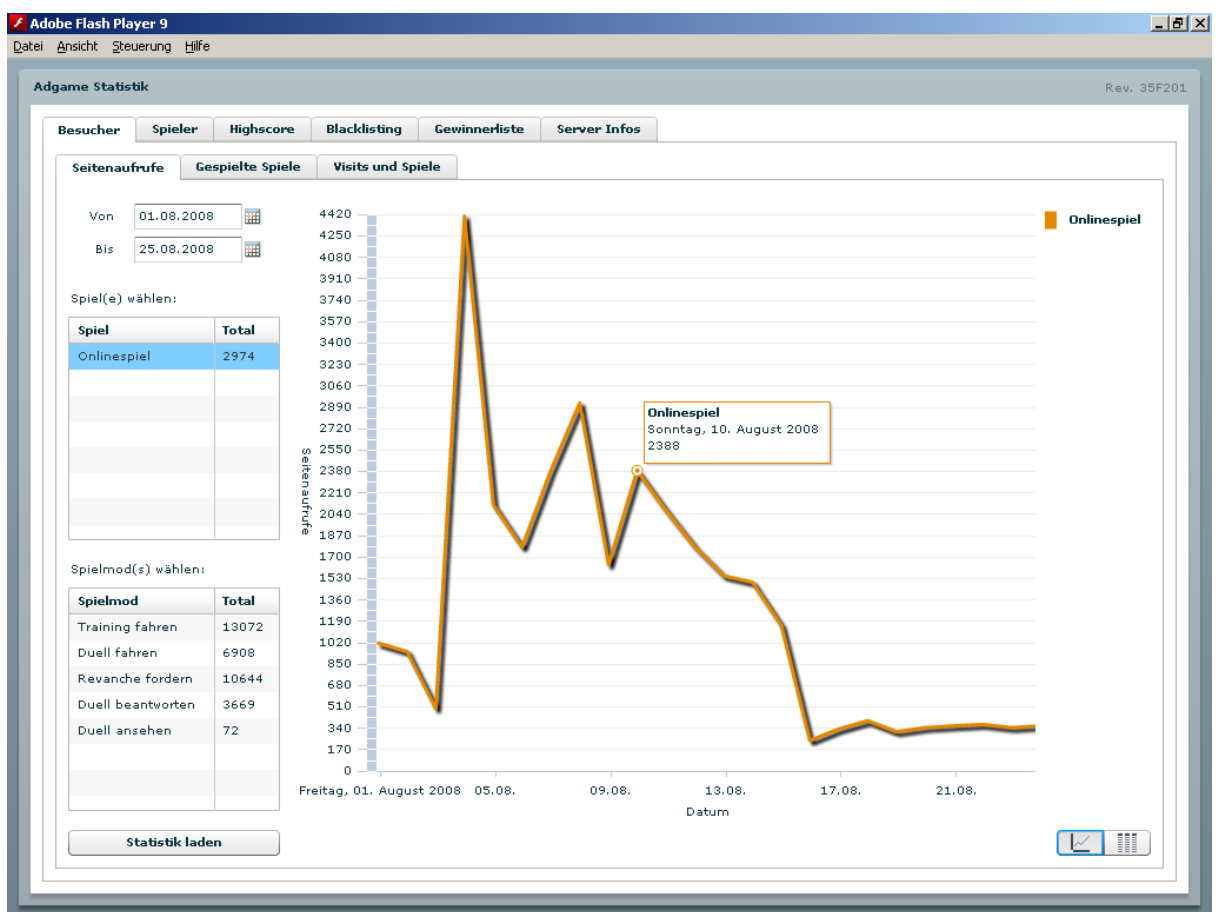 Adobe Flash Player 9
Datei Ansicht Steuerung Hilfe
Adgame Statistik
Rev. 35F201
Besucher Spieler Highscore Blacklisting Gewinnerliste Server Infos
Seitenaufrufe Gespielte Spiele Visits und Spiele
Von 01.08.2008
Bis 25.08.2008
Spiel(e) wählen:
Spiel Total
Onlinespiel 2974
Spielmod(s) wählen:
Spielmod Total
Training fahren 13072
Duell fahren 6908
Revanche fordern 10644
Duell beantworten 3669
Duell ansehen 72
Statistik laden
Seitenaufrufe
4420
4250
4080
3910
3740
3570
3400
3230
3060
2890
2720
2550
2380
2210
2040
1870
1700
1530
1360
1190
1020
850
680
510
340
170
0
Onlinespiel
Sonntag, 10. August 2008
2388
Freitag, 01. August 2008 05.08. 09.08. 13.08. 17.08. 21.08.
Datum
Onlinespiel